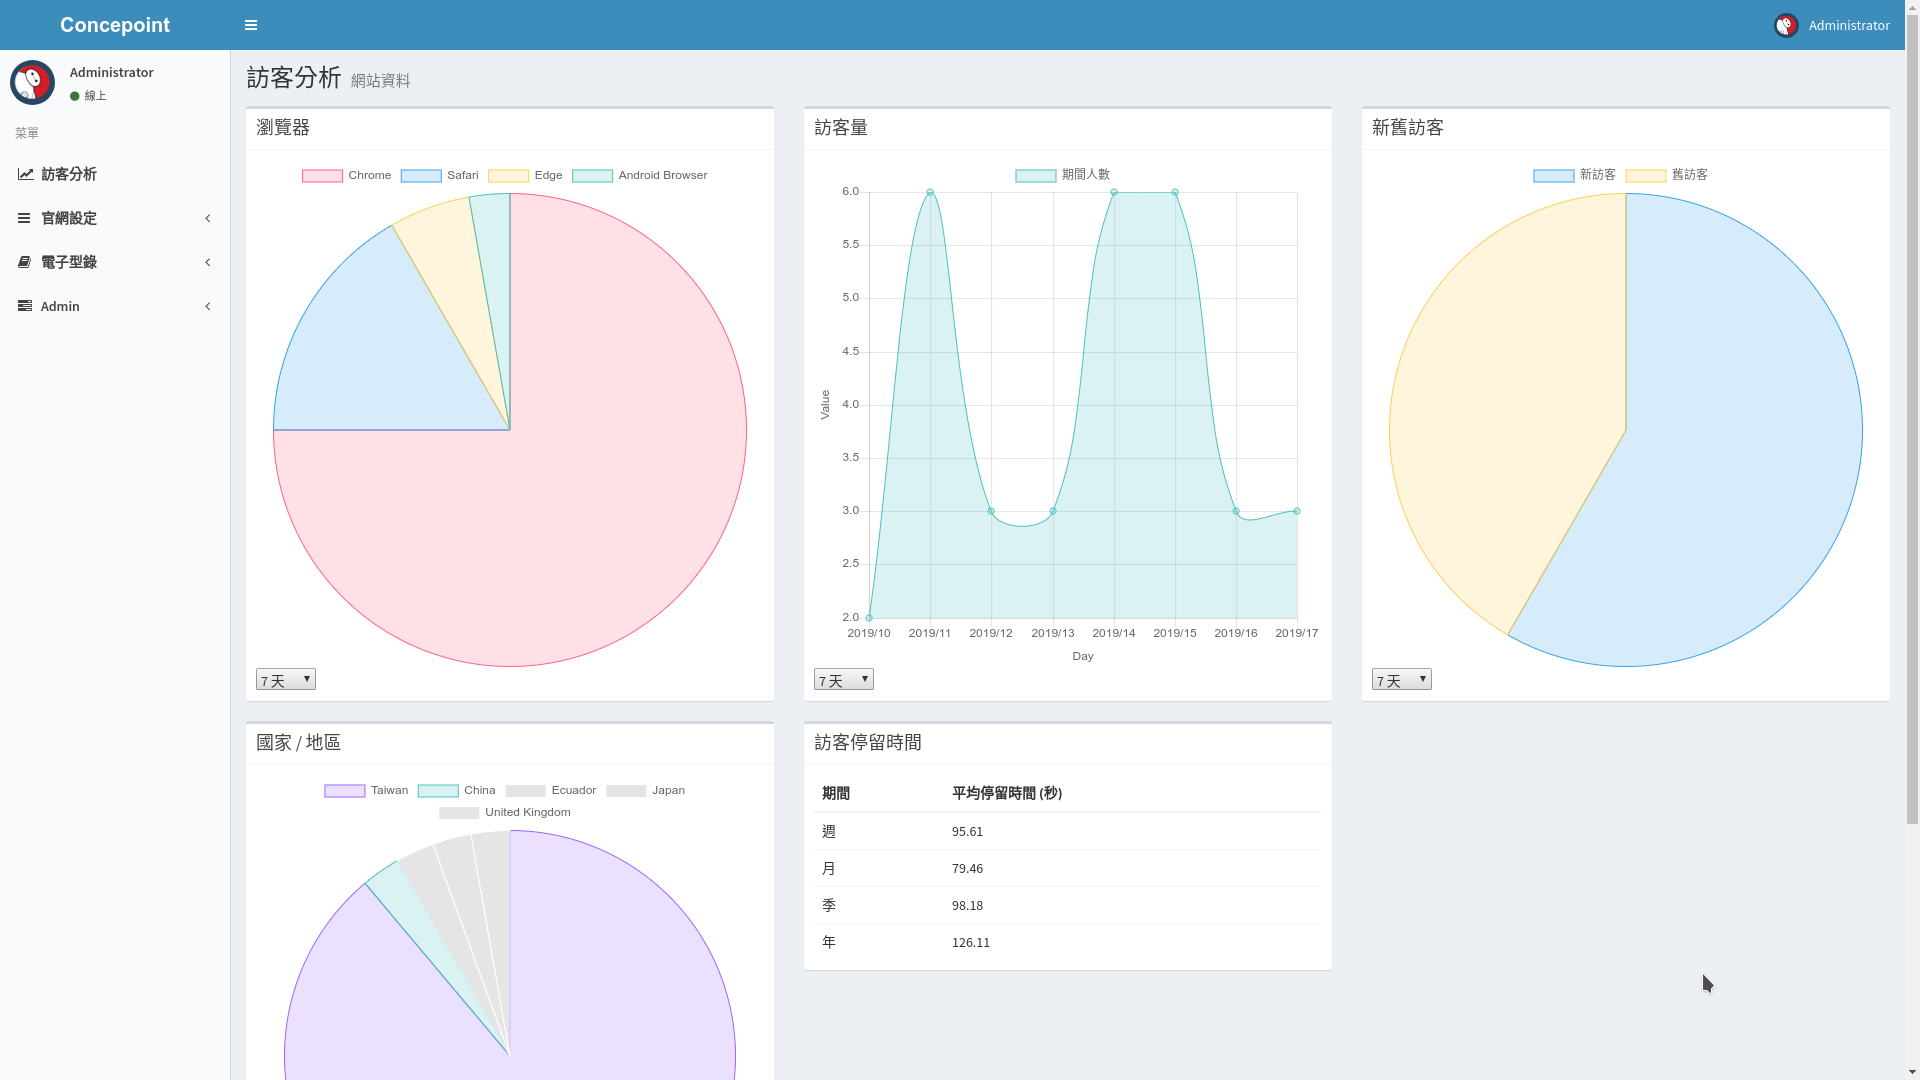 Concepoint
Administrator
Administrator
線上
菜單
訪客分析
官網設定
電子型錄
Admin
訪客分析 網站資料
瀏覽器
Chrome Safari Edge Android Browser
7 天
訪客量
期間人數
6.0
5.5
5.0
4.5
4.0
3.5
3.0
2.5
2.0
Value
2019/10 2019/11 2019/12 2019/13 2019/14 2019/15 2019/16 2019/17
Day
7 天
新舊訪客
新訪客 舊訪客
7 天
國家 / 地區
Taiwan China Ecuador Japan
United Kingdom
訪客停留時間
期間 平均停留時間 (秒)
週 95.61
月 79.46
季 98.18
年 126.11